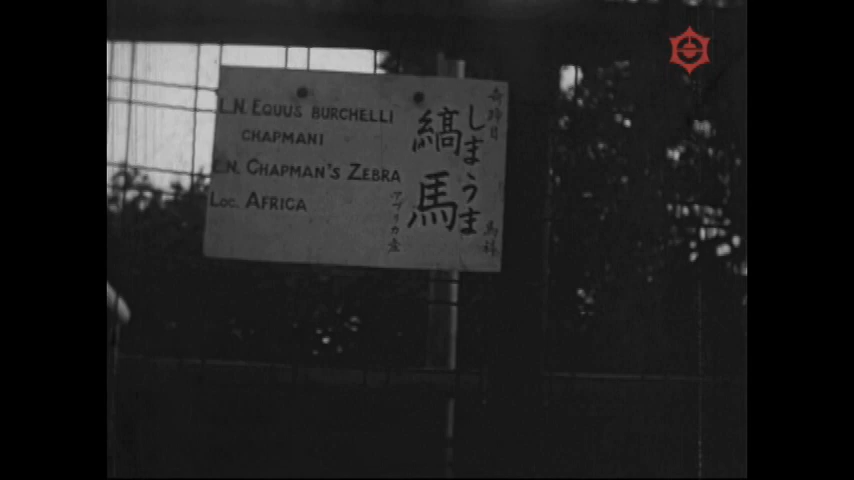 L.N. EQUUS BURCHELLI
CHAPMANI
E.N. CHAPMAN'S ZEBRA
LOC. AFRICA
奇蹄目
馬科
しまうま
縞馬
アフリカ産